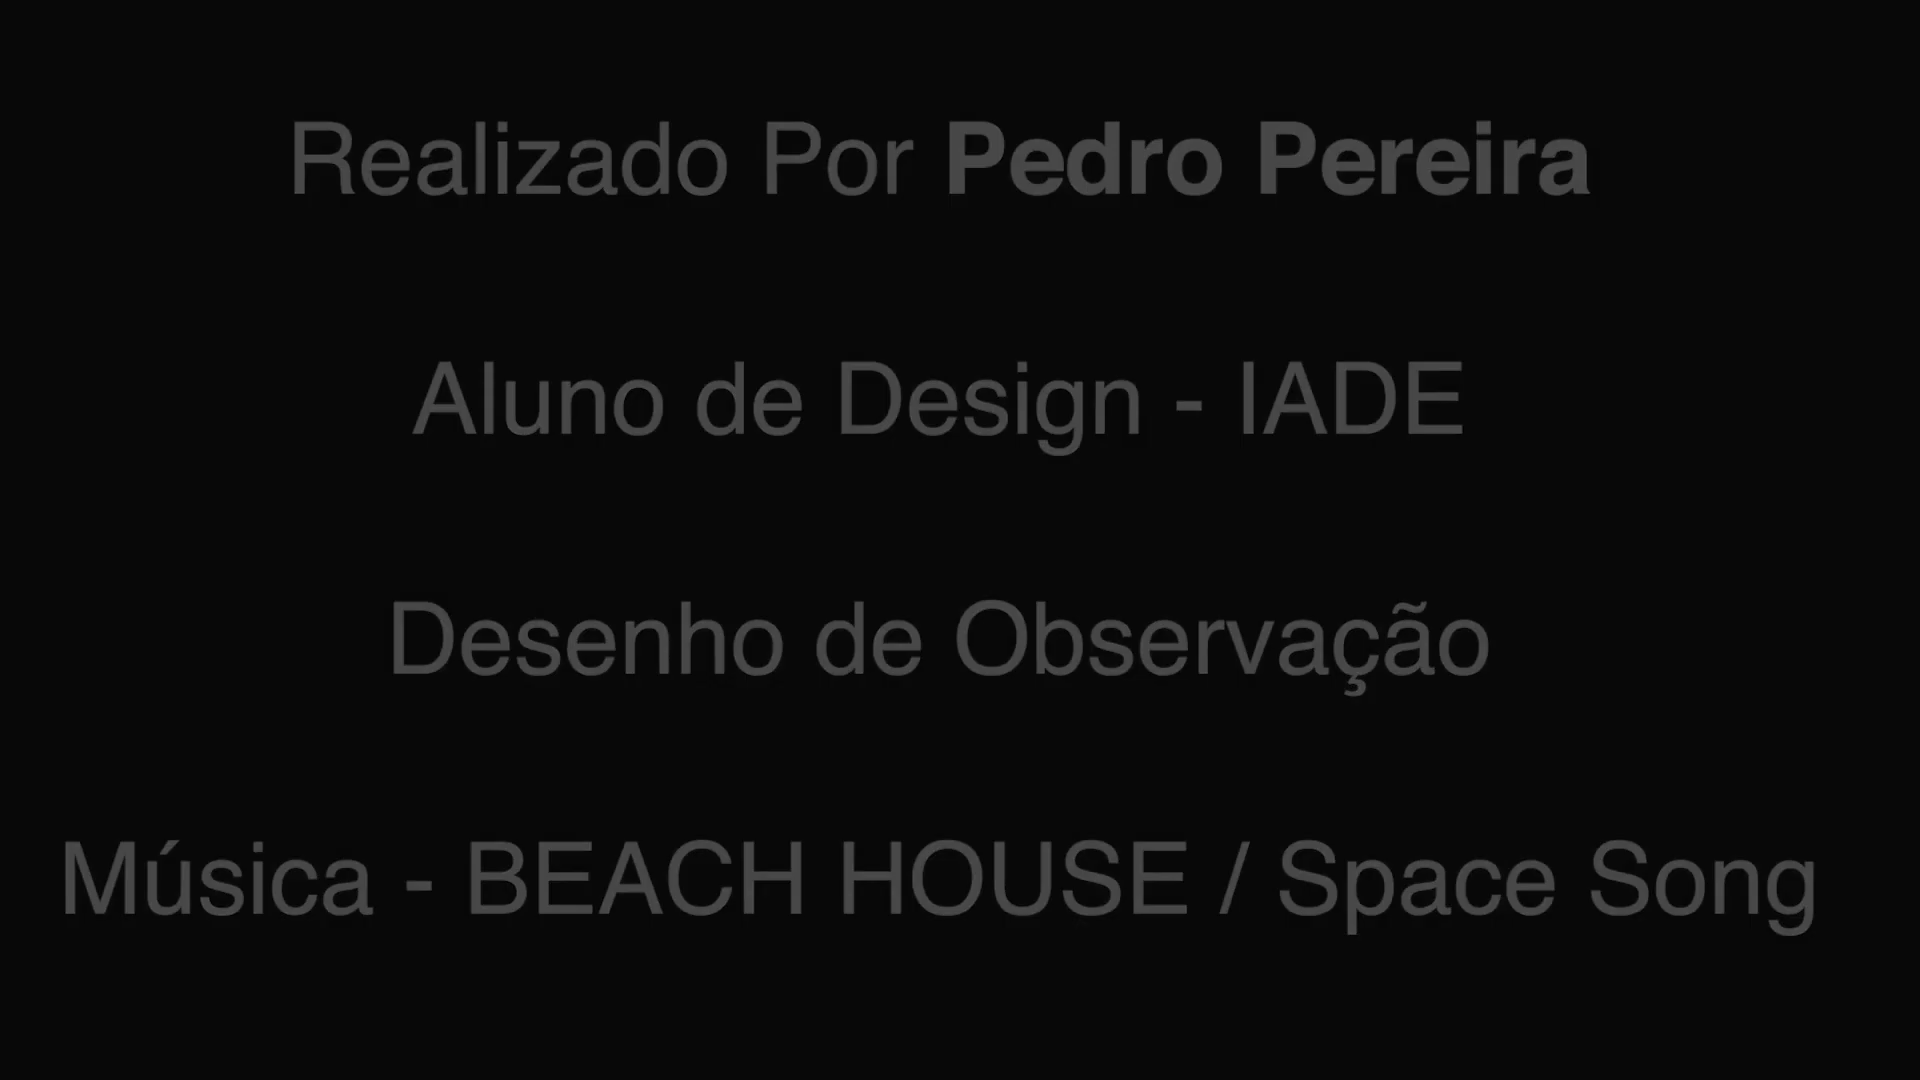 Realizado Por Pedro Pereira
Aluno de Design - IADE
Desenho de Observação
Música - BEACH HOUSE / Space Song